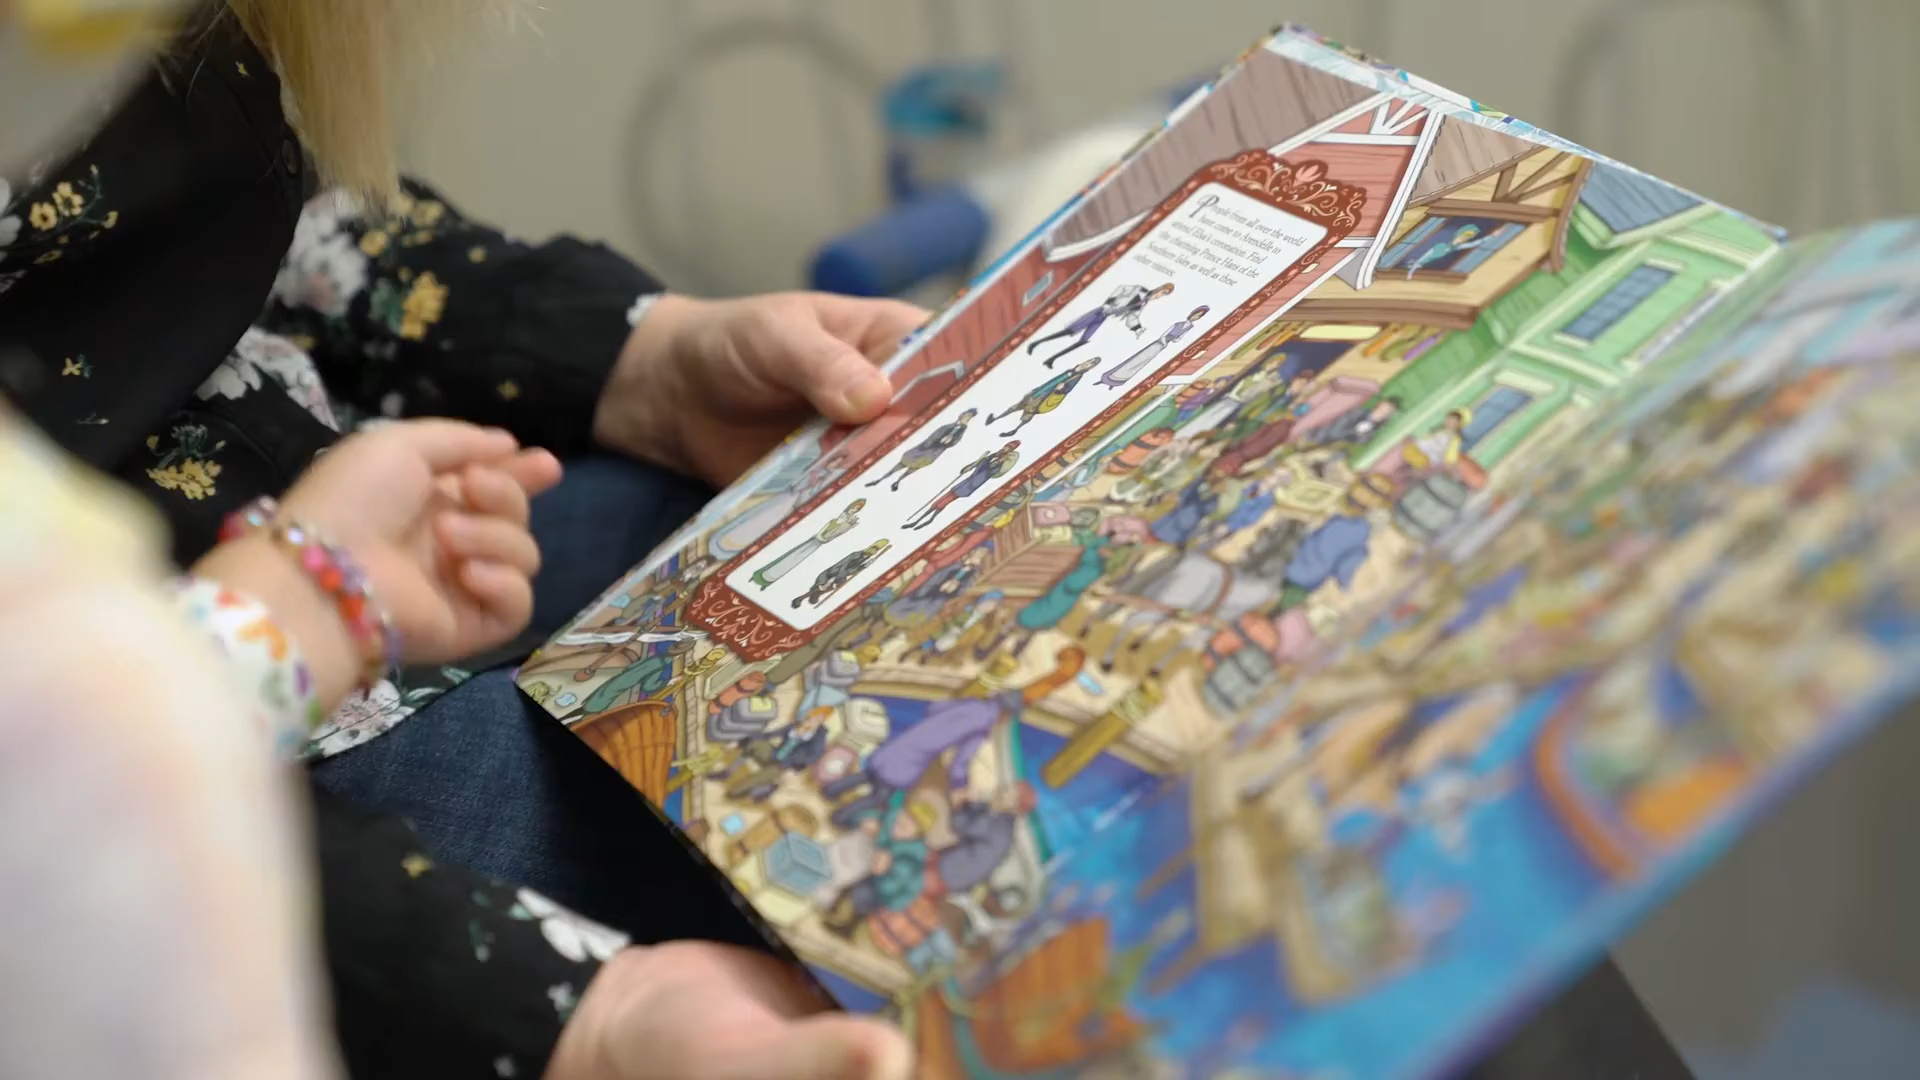 People from all over the world
have come to Arendelle to
attend Elsa's coronation. Find
the charming Prince Hans of the
Southern Isles as well as these
other visitors: